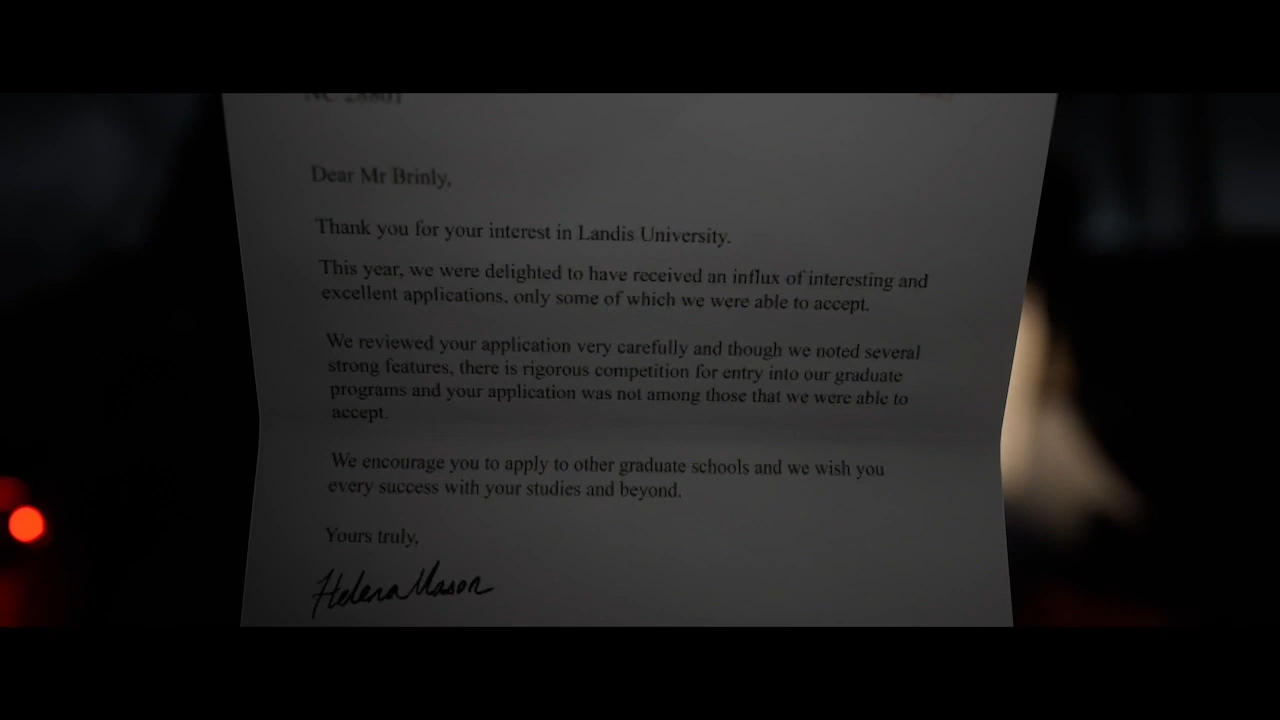 NC 28801
Dear Mr Brinly,
Thank you for your interest in Landis University.
This year, we were delighted to have received an influx of interesting and
excellent applications, only some of which we were able to accept.
We reviewed your application very carefully and though we noted several
strong features, there is rigorous competition for entry into our graduate
programs and your application was not among those that we were able to
accept.
We encourage you to apply to other graduate schools and we wish you
every success with your studies and beyond.
Yours truly,
Helena Mason